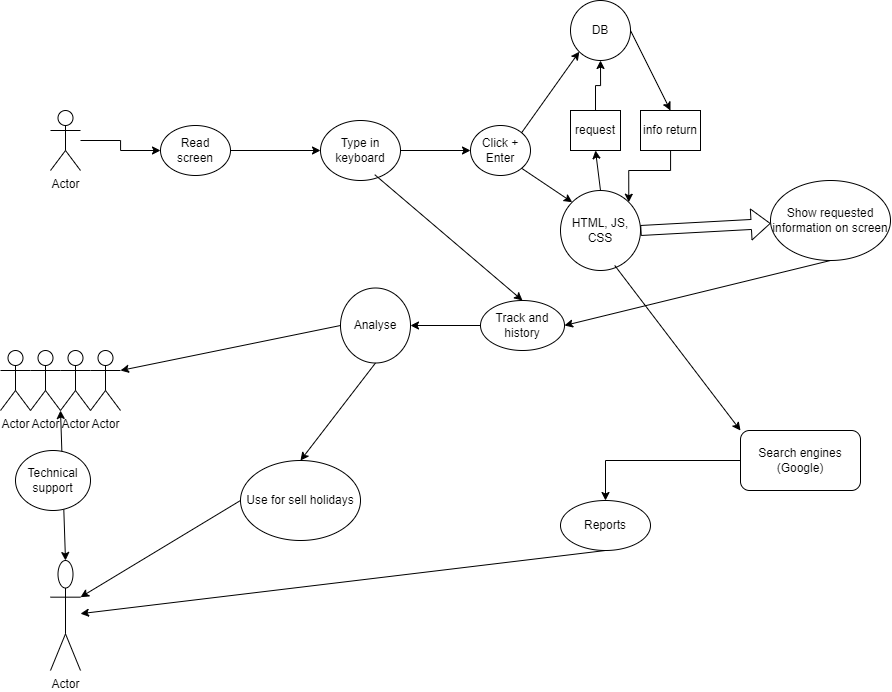 DB
request
info return
Actor
Read
screen
Type in
keyboard
Click +
Enter
HTML, JS,
CSS
Show requested
information on screen
Track and
history
Analyse
Actor Actor Actor Actor
Technical
support
Use for sell holidays
Search engines
(Google)
Reports
Actor